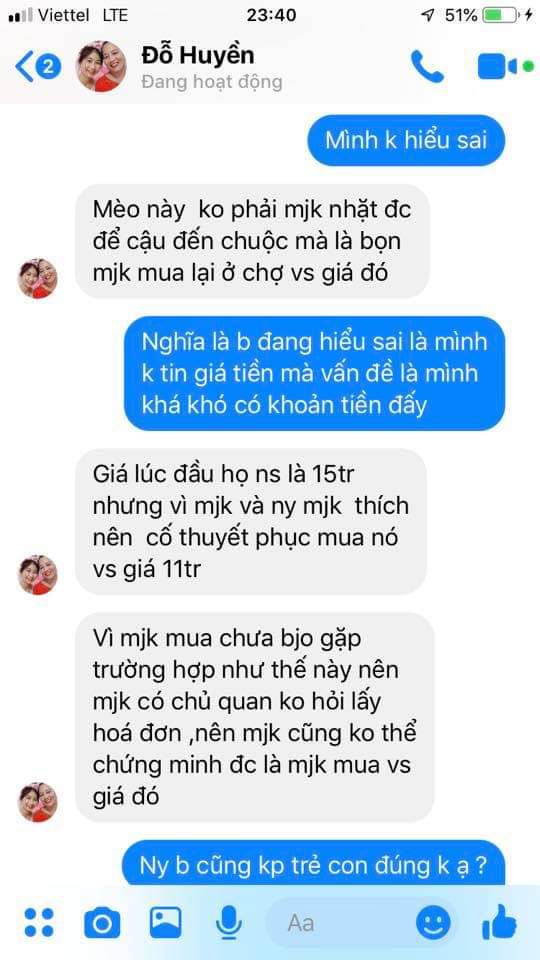 Viettel LTE 23:40 51%
2 Đỗ Huyền
Đang hoạt động
Mình k hiểu sai
Mèo này ko phải mjk nhặt đc
để cậu đến chuộc mà là bọn
mjk mua lại ở chợ vs giá đó
Nghĩa là b đang hiểu sai là mình
k tin giá tiền mà vấn đề là mình
khá khó có khoản tiền đấy
Giá lúc đầu họ ns là 15tr
nhưng vì mjk và ny mjk thích
nên cố thuyết phục mua nó
vs giá 11tr
Vì mjk mua chưa bjo gặp
trường hợp như thế này nên
mjk có chủ quan ko hỏi lấy
hoá đơn ,nên mjk cũng ko thể
chứng minh đc là mjk mua vs
giá đó
Ny b cũng kp trẻ con đúng k ạ ?
Aa